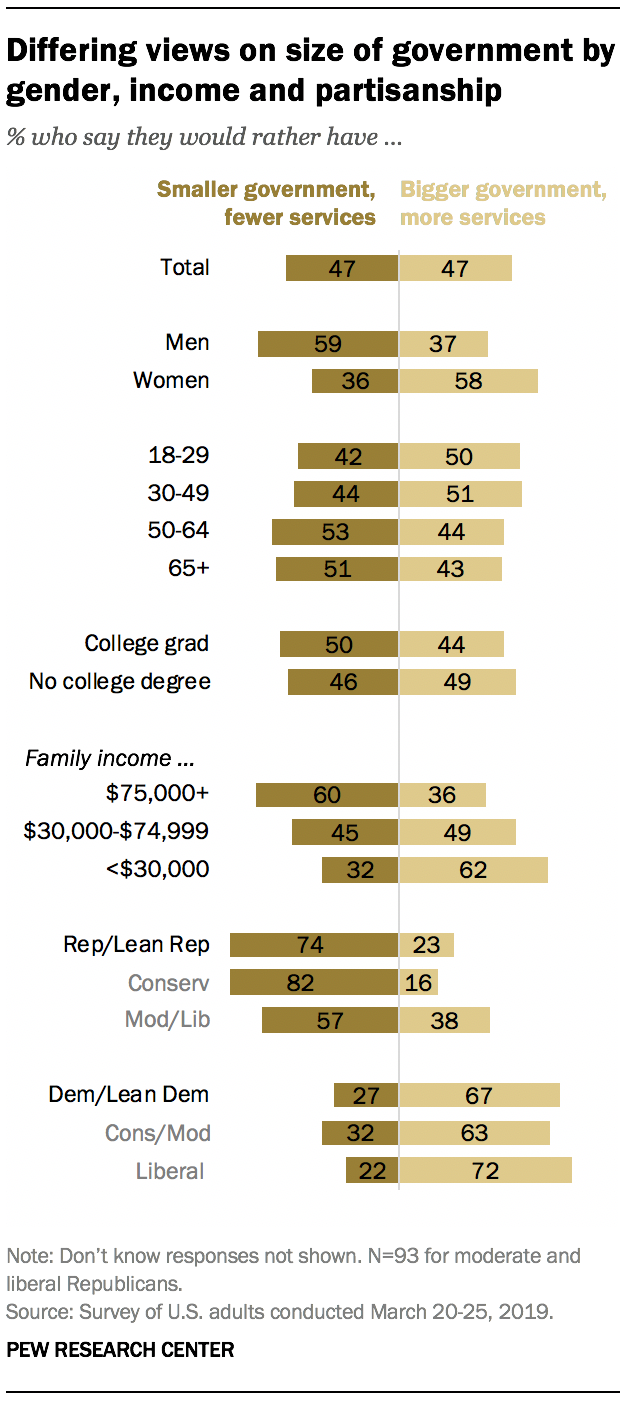 Differing views on size of government by
gender, income and partisanship
% who say they would rather have ...
Smaller government, Bigger government,
fewer services more services
Total 47 47
Men 59 37
Women 36 58
18-29 42 50
30-49 44 51
50-64 53 44
65+ 51 43
College grad 50 44
No college degree 46 49
Family income ...
$75,000+ 60 36
$30,000-$74,999 45 49
<$30,000 32 62
Rep/Lean Rep 74 23
Conserv 82 16
Mod/Lib 57 38
Dem/Lean Dem 27 67
Cons/Mod 32 63
Liberal 22 72
Note: Don’t know responses not shown. N=93 for moderate and
liberal Republicans.
Source: Survey of U.S. adults conducted March 20-25, 2019.
PEW RESEARCH CENTER